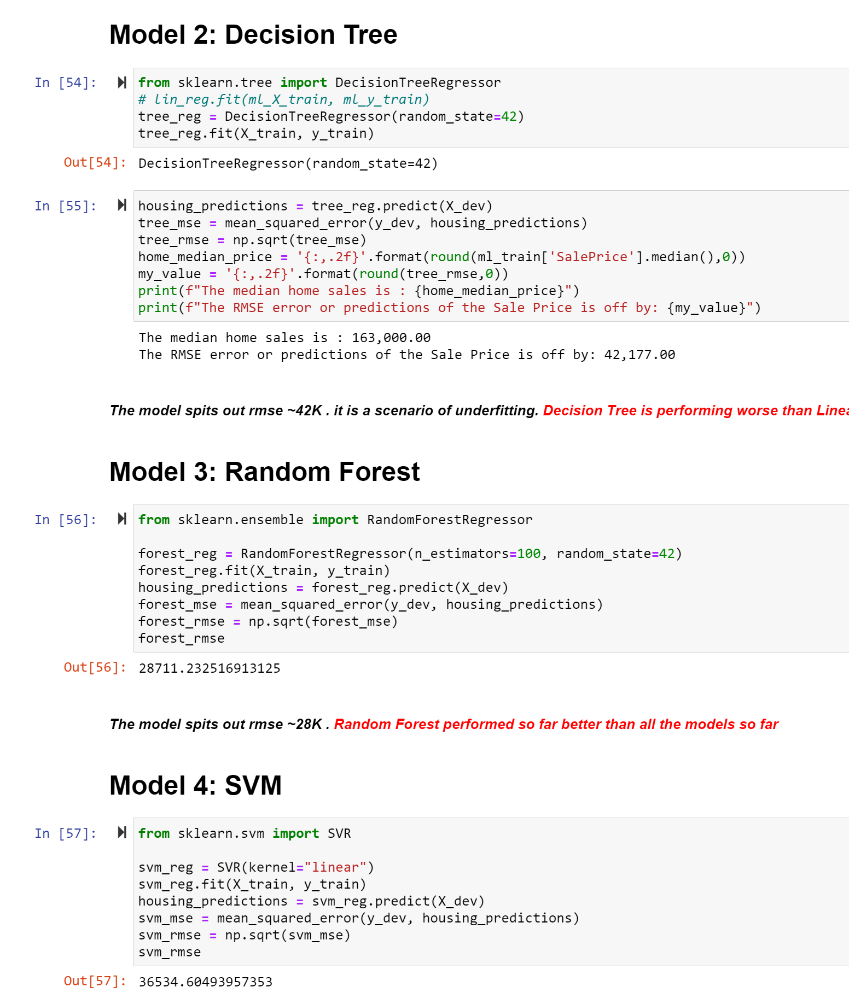 Model 2: Decision Tree
In [54]:
from sklearn.tree import DecisionTreeRegressor
# lin_reg.fit(ml_X_train, ml_y_train)
tree_reg = DecisionTreeRegressor(random_state=42)
tree_reg.fit(X_train, y_train)
Out[54]: DecisionTreeRegressor(random_state=42)
In [55]:
housing_predictions = tree_reg.predict(X_dev)
tree_mse = mean_squared_error(y_dev, housing_predictions)
tree_rmse = np.sqrt(tree_mse)
home_median_price = '{:,.2f}'.format(round(ml_train['SalePrice'].median(),0))
my_value = '{:,.2f}'.format(round(tree_rmse,0))
print(f"The median home sales is : {home_median_price}")
print(f"The RMSE error or predictions of the Sale Price is off by: {my_value}")
The median home sales is : 163,000.00
The RMSE error or predictions of the Sale Price is off by: 42,177.00
The model spits out rmse ~42K . it is a scenario of underfitting. Decision Tree is performing worse than
Model 3: Random Forest
In [56]:
from sklearn.ensemble import RandomForestRegressor
forest_reg = RandomForestRegressor(n_estimators=100, random_state=42)
forest_reg.fit(X_train, y_train)
housing_predictions = forest_reg.predict(X_dev)
forest_mse = mean_squared_error(y_dev, housing_predictions)
forest_rmse = np.sqrt(forest_mse)
forest_rmse
Out[56]: 28711.232516913125
The model spits out rmse ~28K . Random Forest performed so far better than all the models so far
Model 4: SVM
In [57]:
from sklearn.svm import SVR
svm_reg = SVR(kernel="linear")
svm_reg.fit(X_train, y_train)
housing_predictions = svm_reg.predict(X_dev)
svm_mse = mean_squared_error(y_dev, housing_predictions)
svm_rmse = np.sqrt(svm_mse)
svm_rmse
Out[57]: 36534.60493957353